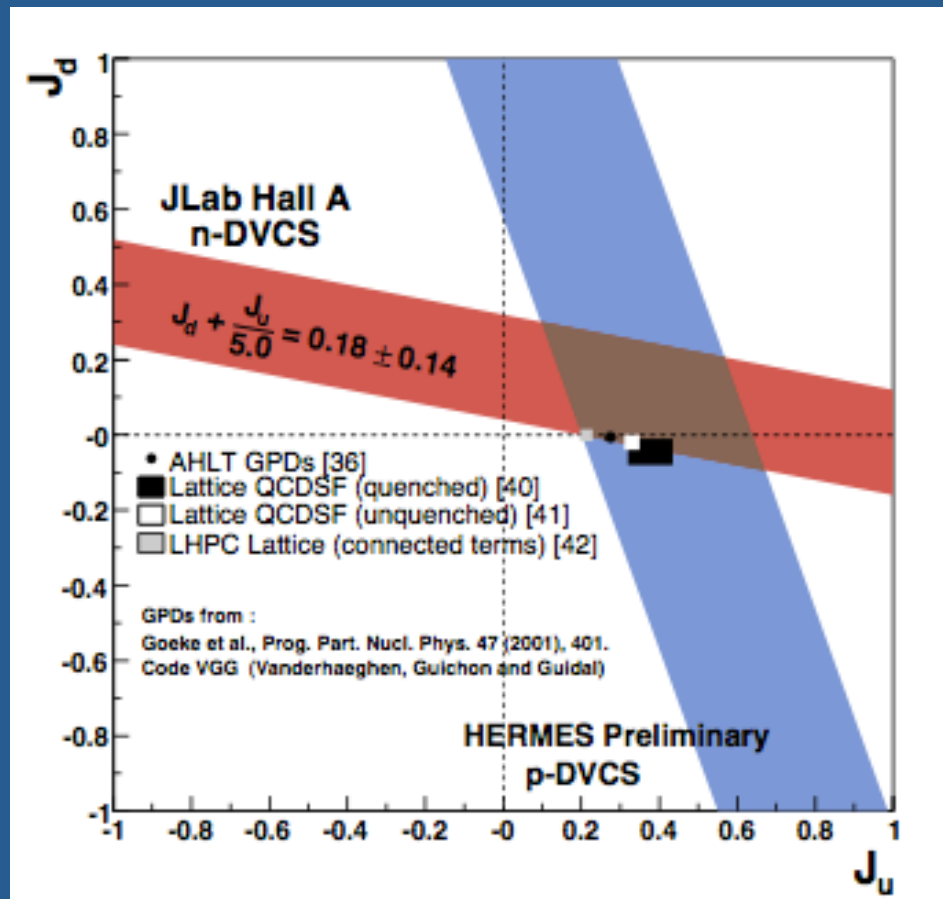 J_d
1
0.8
0.6
0.4
0.2
-0
-0.2
-0.4
-0.6
-0.8
-1
JLab Hall A
n-DVCS
J_d + J_u/5.0 = 0.18 ± 0.14
AHLT GPDs [36]
Lattice QCDSF (quenched) [40]
Lattice QCDSF (unquenched) [41]
LHPC Lattice (connected terms) [42]
GPDs from :
Goeke et al., Prog. Part. Nucl. Phys. 47 (2001), 401.
Code VGG (Vanderhaeghen, Guichon and Guidal)
HERMES Preliminary
p-DVCS
-1 -0.8 -0.6 -0.4 -0.2 -0 0.2 0.4 0.6 0.8 1
J_u